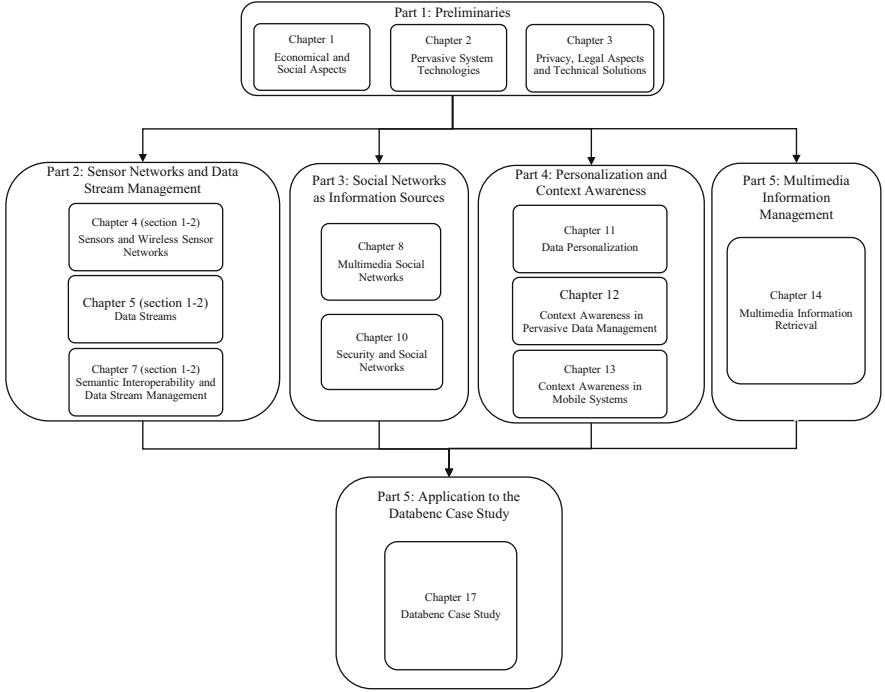 Part 1: Preliminaries
Chapter 1
Economical and
Social Aspects
Chapter 2
Pervasive System
Technologies
Chapter 3
Privacy, Legal Aspects
and Technical Solutions
Part 2: Sensor Networks and Data
Stream Management
Chapter 4 (section 1-2)
Sensors and Wireless Sensor
Networks
Chapter 5 (section 1-2)
Data Streams
Chapter 7 (section 1-2)
Semantic Interoperability and
Data Stream Management
Part 3: Social Networks
as Information Sources
Chapter 8
Multimedia Social
Networks
Chapter 10
Security and Social
Networks
Part 4: Personalization and
Context Awareness
Chapter 11
Data Personalization
Chapter 12
Context Awareness in
Pervasive Data Management
Chapter 13
Context Awareness in
Mobile Systems
Part 5: Multimedia
Information
Management
Chapter 14
Multimedia Information
Retrieval
Part 5: Application to the
Databenc Case Study
Chapter 17
Databenc Case Study